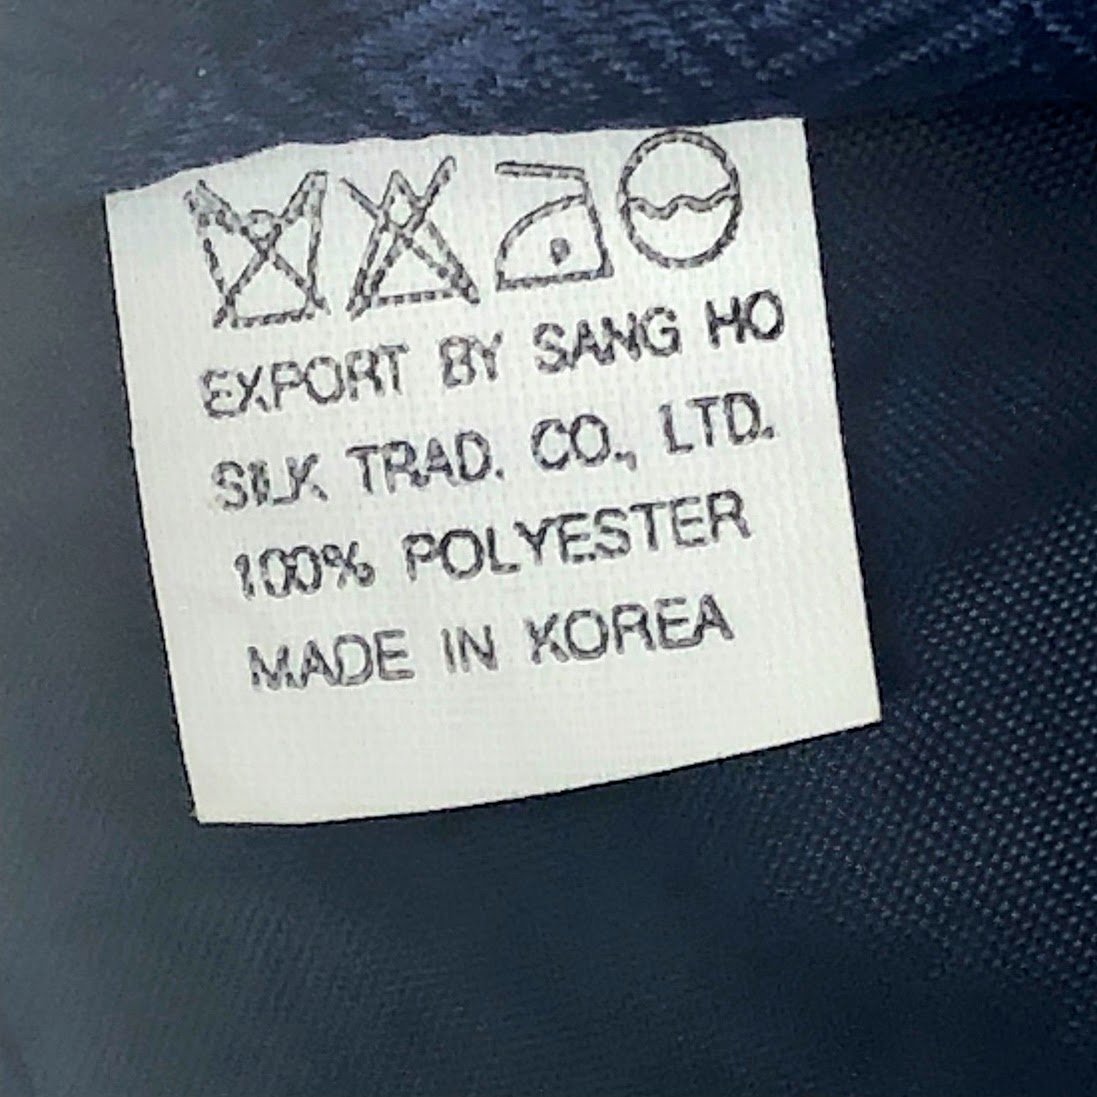 EXPORT BY SANG HO
SILK TRAD. CO., LTD.
100% POLYESTER
MADE IN KOREA